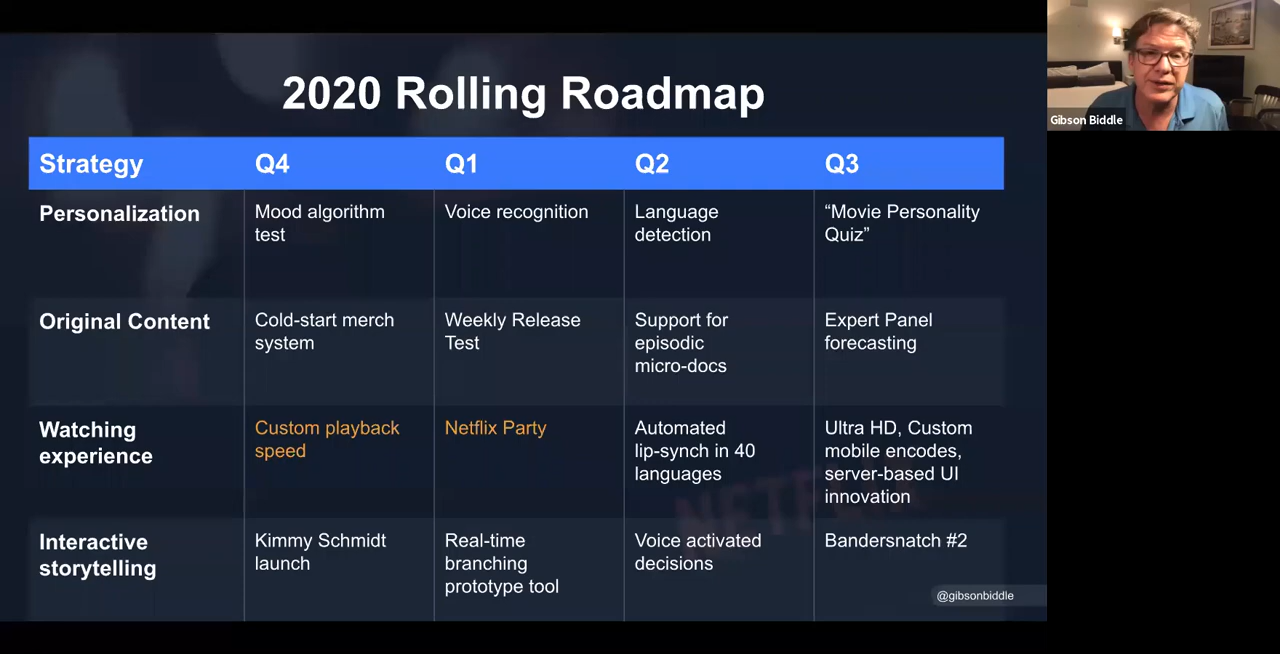 2020 Rolling Roadmap
Gibson Biddle
Strategy Q4 Q1 Q2 Q3
Personalization
Mood algorithm
test
Voice recognition
Language
detection
“Movie Personality
Quiz”
Original Content
Cold-start merch
system
Weekly Release
Test
Support for
episodic
micro-docs
Expert Panel
forecasting
Watching
experience
Custom playback
speed
Netflix Party
Automated
lip-synch in 40
languages
Ultra HD, Custom
mobile encodes,
server-based UI
innovation
NETFLIX
Interactive
storytelling
Kimmy Schmidt
launch
Real-time
branching
prototype tool
Voice activated
decisions
Bandersnatch #2
@gibsonbiddle